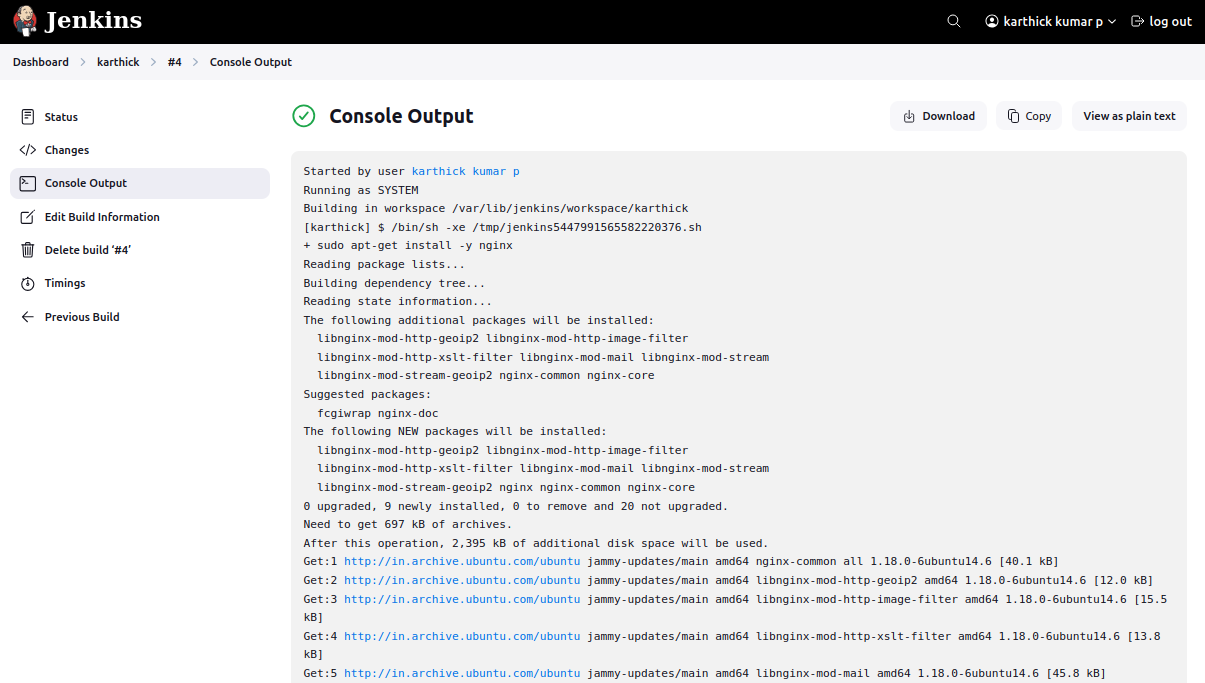 Jenkins
karthick kumar p
log out
Dashboard > karthick > #4 > Console Output
Status
Changes
Console Output
Edit Build Information
Delete build ‘#4’
Timings
Previous Build
Console Output
Download
Copy
View as plain text
Started by user karthick kumar p
Running as SYSTEM
Building in workspace /var/lib/jenkins/workspace/karthick
[karthick] $ /bin/sh -xe /tmp/jenkins5447991565582220376.sh
+ sudo apt-get install -y nginx
Reading package lists...
Building dependency tree...
Reading state information...
The following additional packages will be installed:
  libnginx-mod-http-geoip2 libnginx-mod-http-image-filter
  libnginx-mod-http-xslt-filter libnginx-mod-mail libnginx-mod-stream
  libnginx-mod-stream-geoip2 nginx-common nginx-core
Suggested packages:
  fcgiwrap nginx-doc
The following NEW packages will be installed:
  libnginx-mod-http-geoip2 libnginx-mod-http-image-filter
  libnginx-mod-http-xslt-filter libnginx-mod-mail libnginx-mod-stream
  libnginx-mod-stream-geoip2 nginx nginx-common nginx-core
0 upgraded, 9 newly installed, 0 to remove and 20 not upgraded.
Need to get 697 kB of archives.
After this operation, 2,395 kB of additional disk space will be used.
Get:1 http://in.archive.ubuntu.com/ubuntu jammy-updates/main amd64 nginx-common all 1.18.0-6ubuntu14.6 [40.1 kB]
Get:2 http://in.archive.ubuntu.com/ubuntu jammy-updates/main amd64 libnginx-mod-http-geoip2 amd64 1.18.0-6ubuntu14.6 [12.0 kB]
Get:3 http://in.archive.ubuntu.com/ubuntu jammy-updates/main amd64 libnginx-mod-http-image-filter amd64 1.18.0-6ubuntu14.6 [15.5
kB]
Get:4 http://in.archive.ubuntu.com/ubuntu jammy-updates/main amd64 libnginx-mod-http-xslt-filter amd64 1.18.0-6ubuntu14.6 [13.8
kB]
Get:5 http://in.archive.ubuntu.com/ubuntu jammy-updates/main amd64 libnginx-mod-mail amd64 1.18.0-6ubuntu14.6 [45.8 kB]